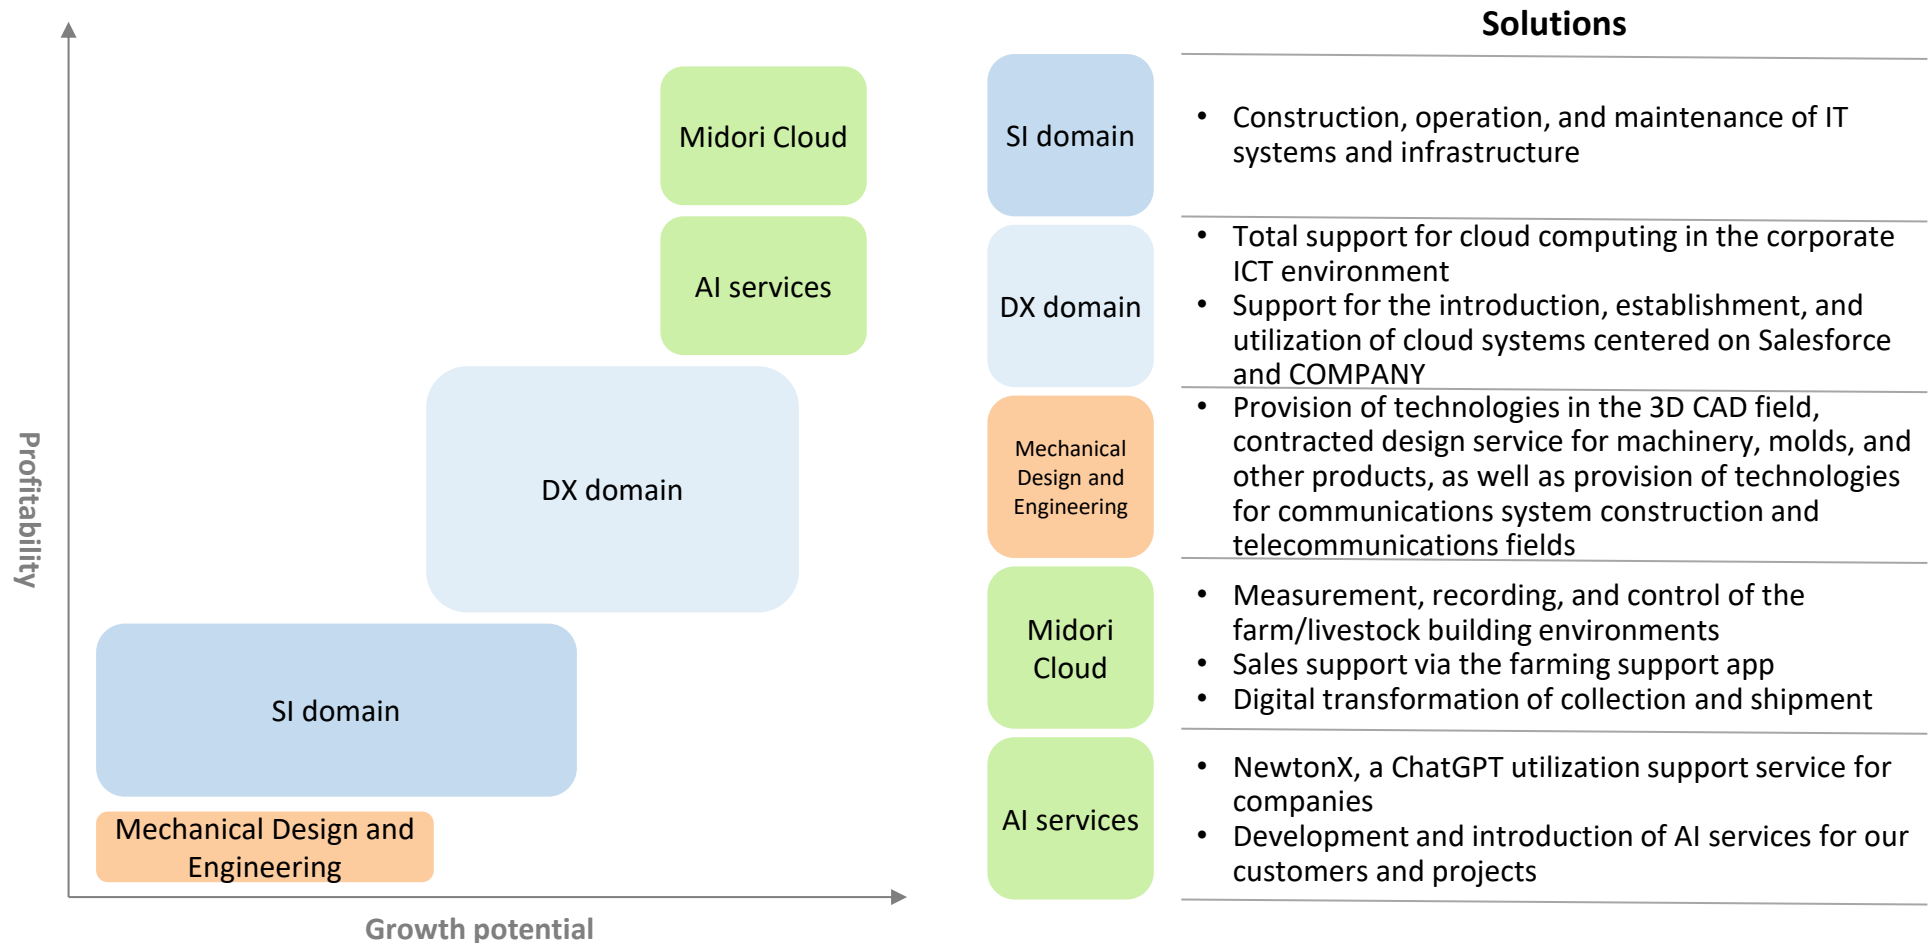 Profitability
Midori Cloud
AI services
DX domain
SI domain
Mechanical Design and
Engineering
Growth potential
Solutions
SI domain
• Construction, operation, and maintenance of IT
systems and infrastructure
DX domain
• Total support for cloud computing in the corporate
ICT environment
• Support for the introduction, establishment, and
utilization of cloud systems centered on Salesforce
and COMPANY
Mechanical
Design and
Engineering
• Provision of technologies in the 3D CAD field,
contracted design service for machinery, molds, and
other products, as well as provision of technologies
for communications system construction and
telecommunications fields
Midori
Cloud
• Measurement, recording, and control of the
farm/livestock building environments
• Sales support via the farming support app
• Digital transformation of collection and shipment
AI services
• NewtonX, a ChatGPT utilization support service for
companies
• Development and introduction of AI services for our
customers and projects